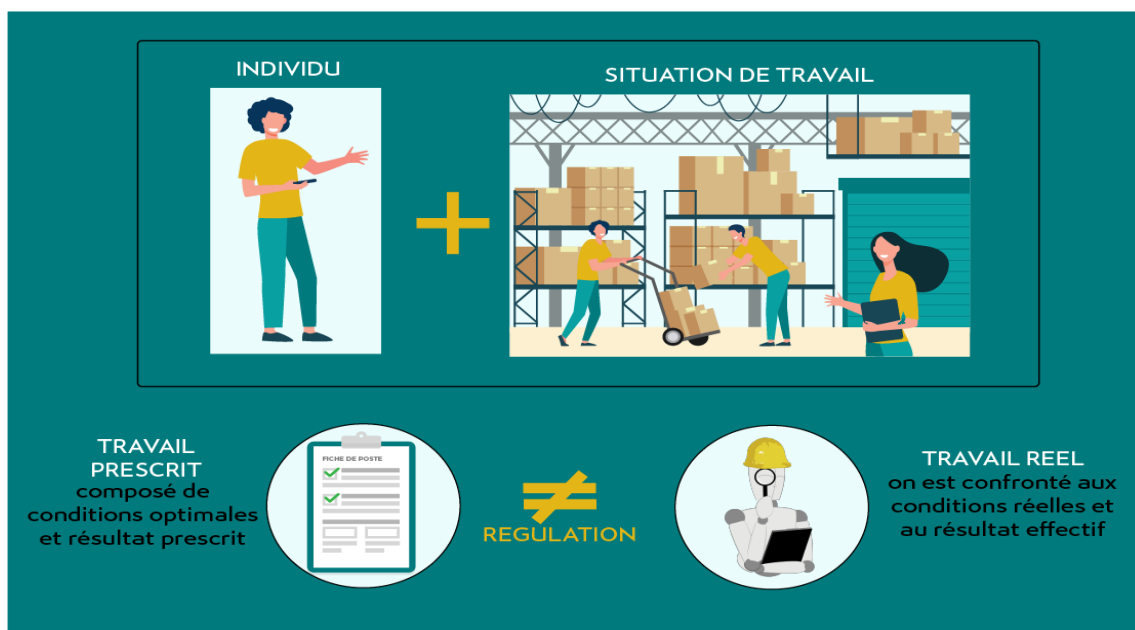 INDIVIDU
SITUATION DE TRAVAIL
TRAVAIL
PRESCRIT
composé de
conditions optimales
et résultat prescrit
FICHE DE POSTE
REGULATION
TRAVAIL REEL
on est confronté aux
conditions réelles et
au résultat effectif